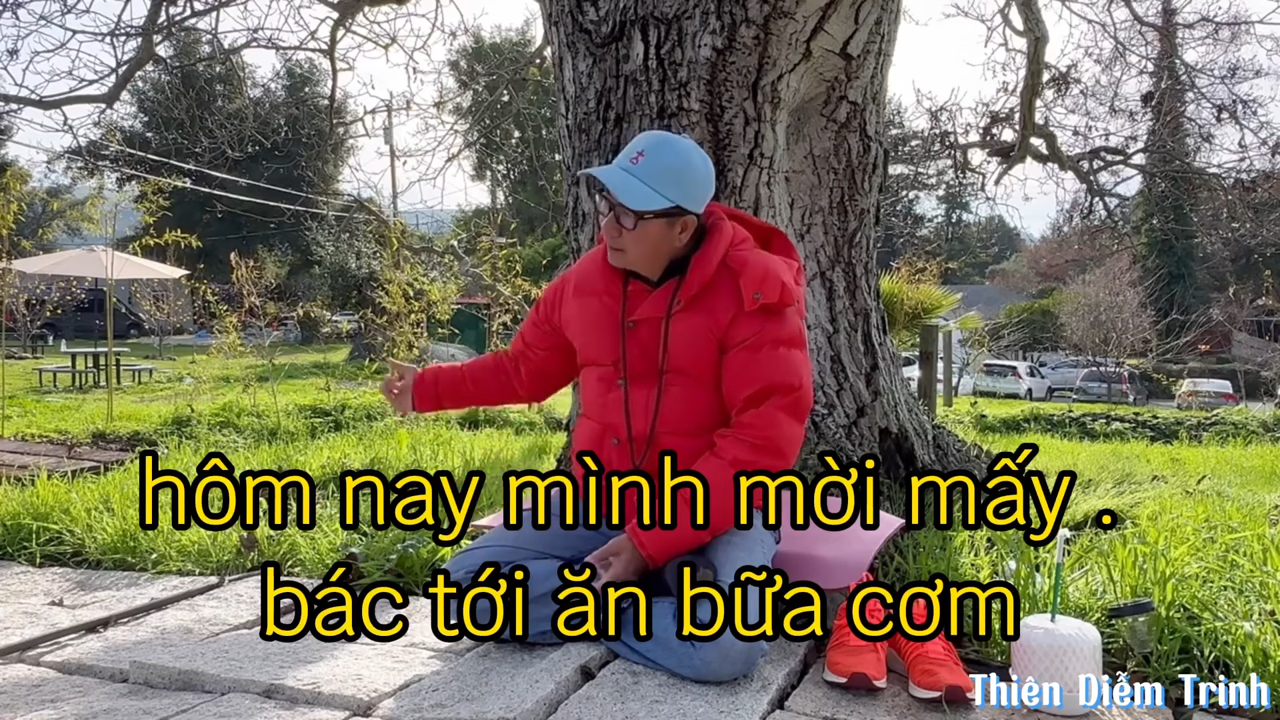 hôm nay mình mời mấy .
bác tới ăn bữa cơm
Thiên Diễm Trinh